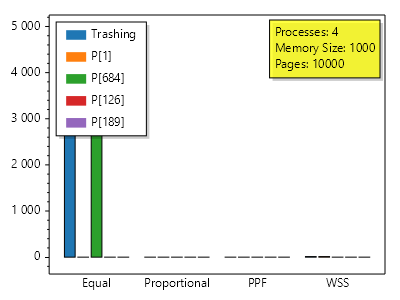 5 000
4 000
3 000
2 000
1 000
0
Trashing
P[1]
P[684]
P[126]
P[189]
Processes: 4
Memory Size: 1000
Pages: 10000
Equal
Proportional
PPF
WSS